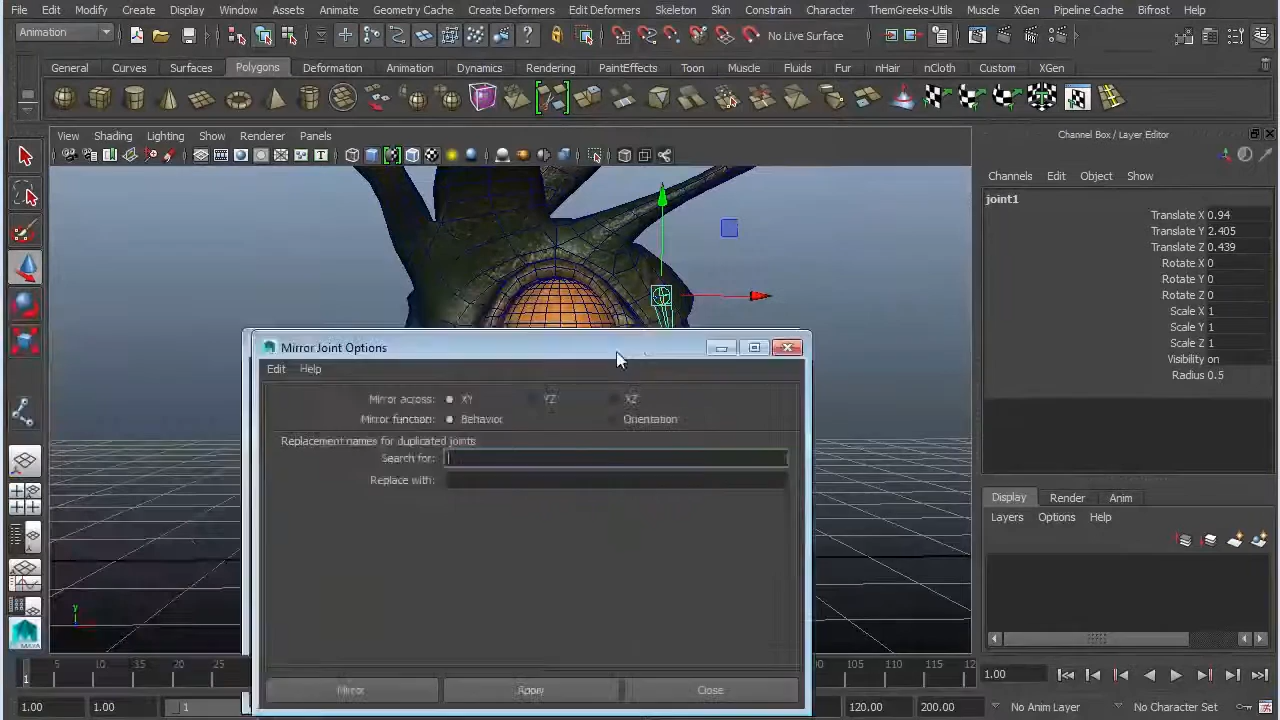 File Edit Modify Create Display Window Assets Animate Geometry Cache Create Deformers Edit Deformers Skeleton Skin Constrain Character ThemGreeks-Utils Muscle XGen Pipeline Cache Bifrost Help
Animation
No Live Surface
General Curves Surfaces Polygons Deformation Animation Dynamics Rendering PaintEffects Toon Muscle Fluids Fur nHair nCloth Custom XGen
View Shading Lighting Show Renderer Panels
Channel Box / Layer Editor
Channels Edit Object Show
joint1
Translate X 0.94
Translate Y 2.405
Translate Z 0.439
Rotate X 0
Rotate Y 0
Rotate Z 0
Scale X 1
Scale Y 1
Scale Z 1
Visibility on
Radius 0.5
Mirror Joint Options
Edit Help
Mirror across: XY YZ XZ
Mirror function: Behavior Orientation
Replacement names for duplicated joints
Search for:
Replace with:
Mirror Apply Close
Display Render Anim
Layers Options Help
y
MAYA
1 5 10 15 20 25 105 110 115 12
1.00
1.00 1.00 1 120.00 200.00 No Anim Layer No Character Set